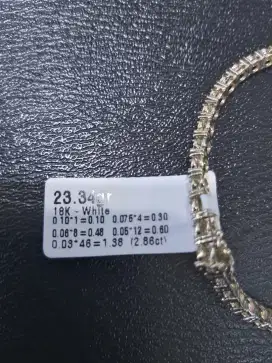 23.34gr
18K - White
0.10*1=0.10 0.075*4=0.30
0.06*8=0.48 0.05*12=0.60
0.03*46=1.38 (2.86ct)